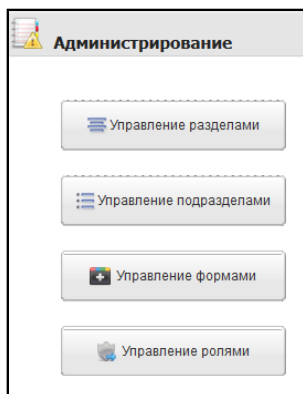 Администрирование
Управление разделами
Управление подразделами
Управление формами
Управление ролями